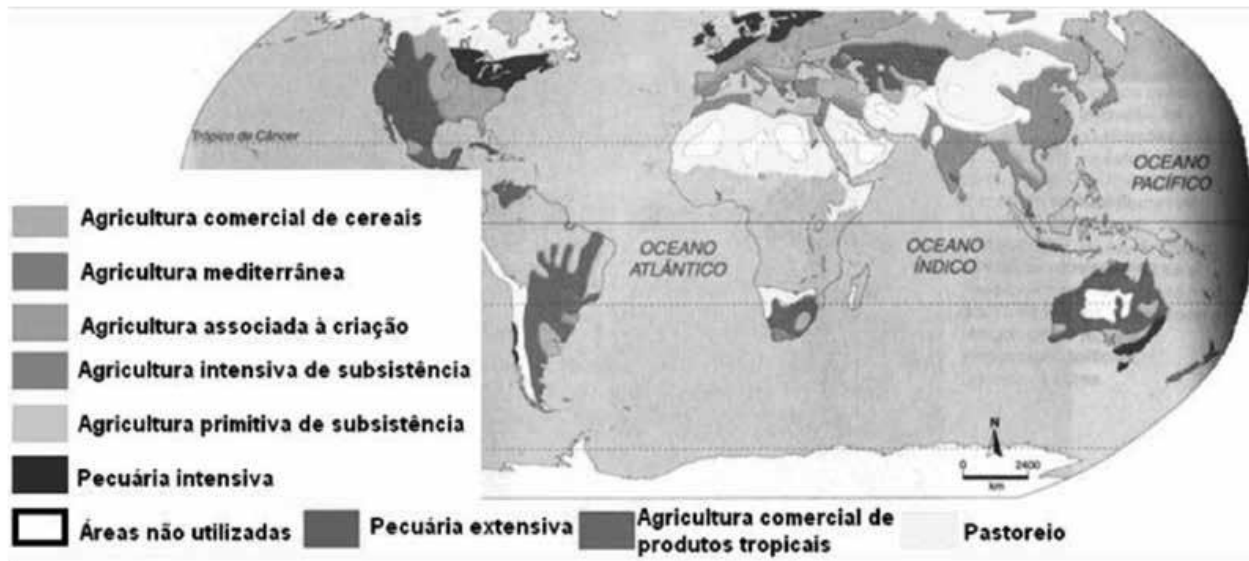 Trópico de Câncer
OCEANO
PACÍFICO
OCEANO
ATLÂNTICO
OCEANO
ÍNDICO
N
0 2400
km
Agricultura comercial de cereais
Agricultura mediterrânea
Agricultura associada à criação
Agricultura intensiva de subsistência
Agricultura primitiva de subsistência
Pecuária intensiva
Áreas não utilizadas
Pecuária extensiva
Agricultura comercial de
produtos tropicais
Pastoreio